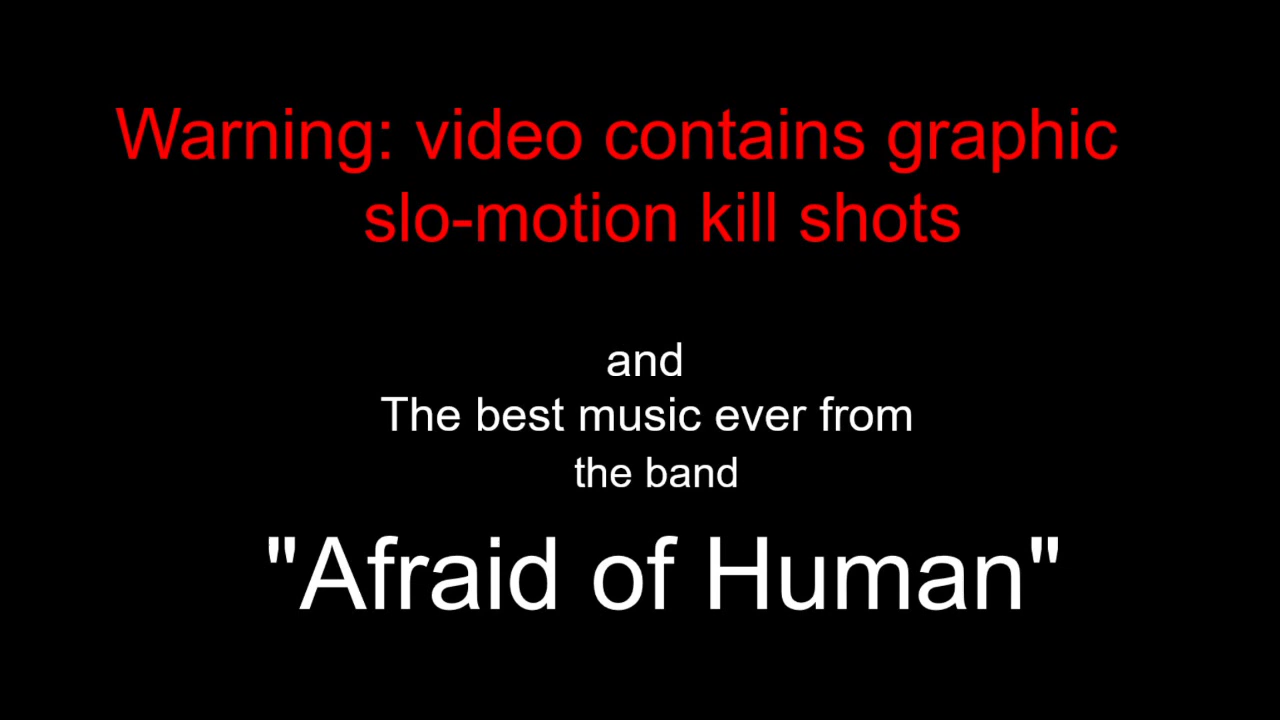 Warning: video contains graphic
slo-motion kill shots
and
The best music ever from
the band
"Afraid of Human"